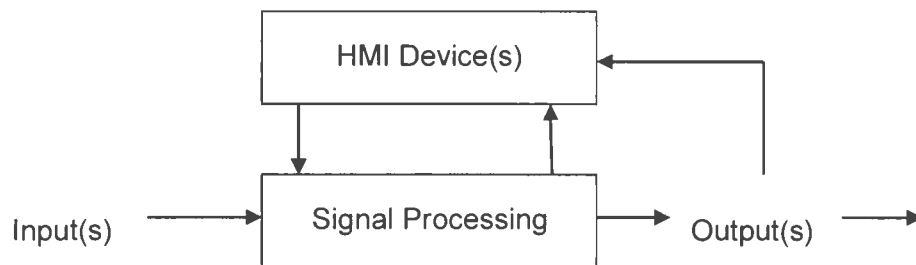 HMI Device(s)
Signal Processing
Input(s)
Output(s)